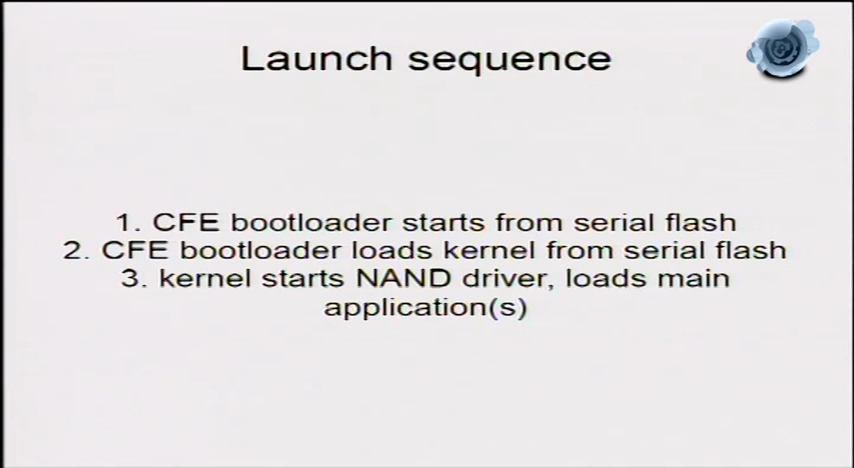 Launch sequence
1. CFE bootloader starts from serial flash
2. CFE bootloader loads kernel from serial flash
3. kernel starts NAND driver, loads main
application(s)